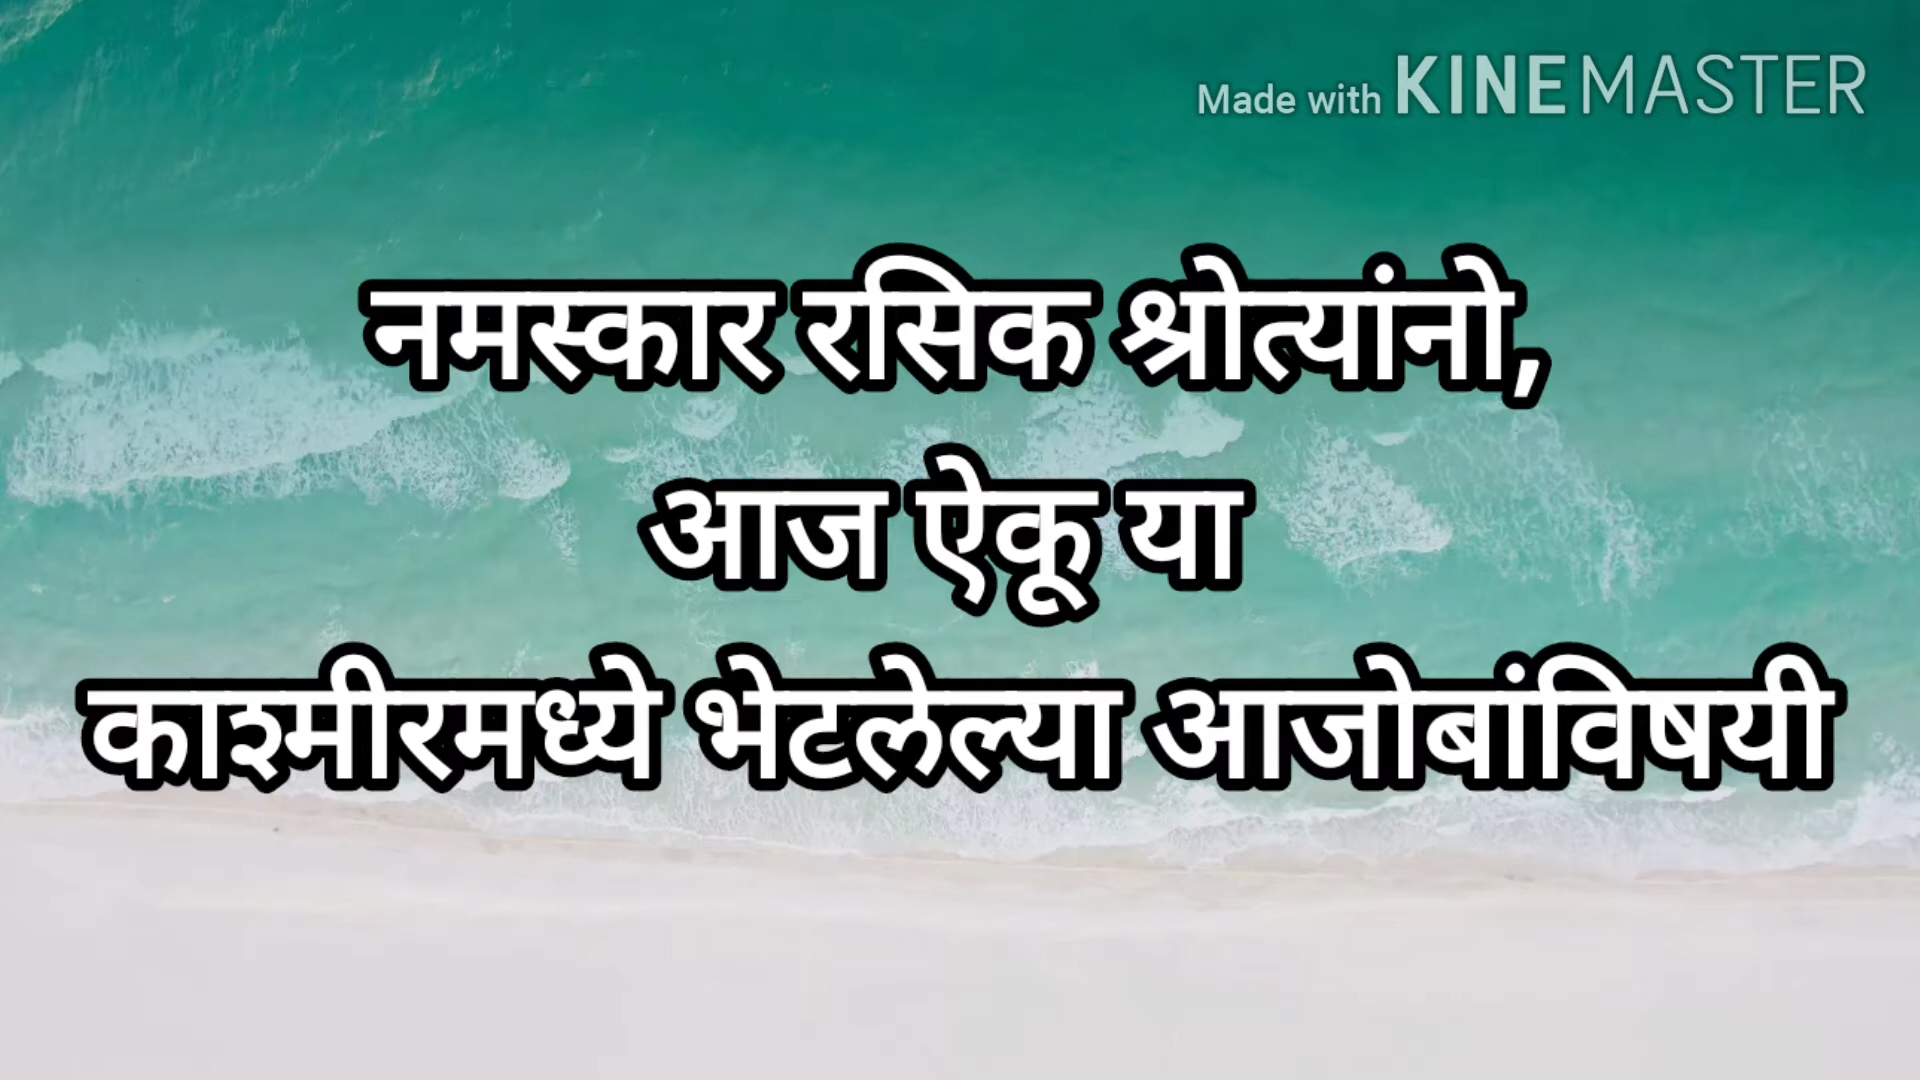 Made with KINEMASTER
नमस्कार रसिक श्रोत्यांनो,
आज ऐकू या
काश्मीरमध्ये भेटलेल्या आजोबांविषयी